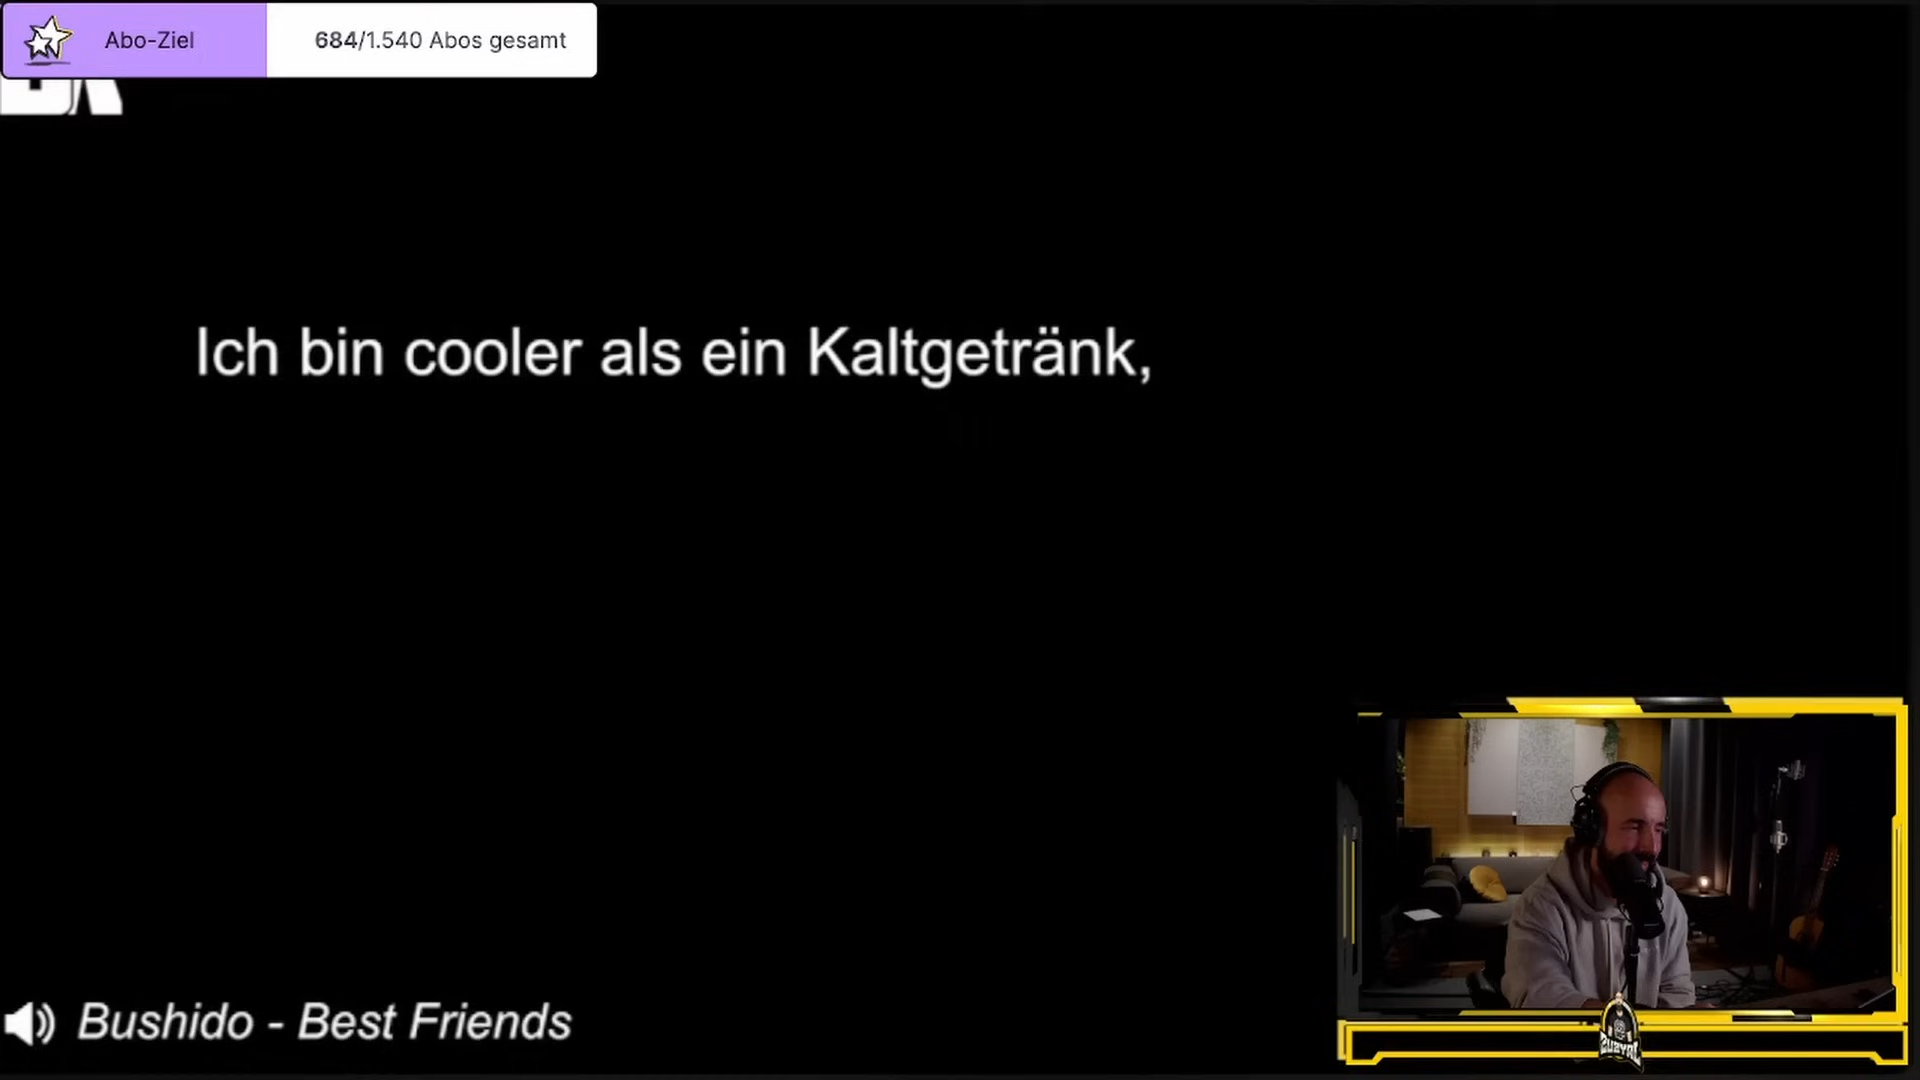 Abo-Ziel
684/1.540 Abos gesamt
Ich bin cooler als ein Kaltgetränk,
Bushido - Best Friends